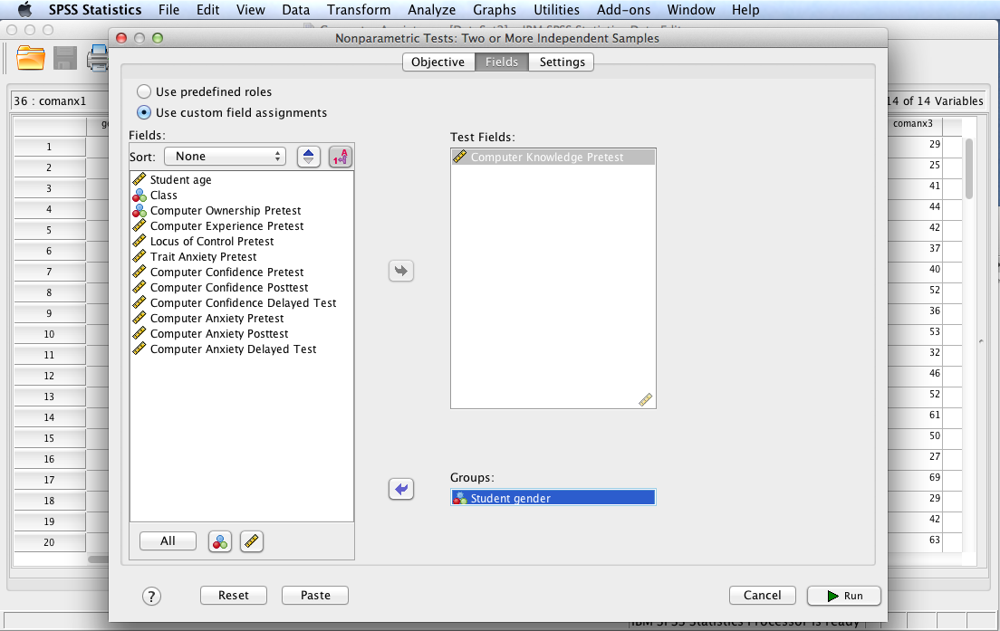 SPSS Statistics File Edit View Data Transform Analyze Graphs Utilities Add-ons Window Help
Nonparametric Tests: Two or More Independent Samples
Objective Fields Settings
36 : comanx1
14 of 14 Variables
comanx3
Use predefined roles
Use custom field assignments
Fields:
Sort: None
Student age
Class
Computer Ownership Pretest
Computer Experience Pretest
Locus of Control Pretest
Trait Anxiety Pretest
Computer Confidence Pretest
Computer Confidence Posttest
Computer Confidence Delayed Test
Computer Anxiety Pretest
Computer Anxiety Posttest
Computer Anxiety Delayed Test
All
Test Fields:
Computer Knowledge Pretest
Groups:
Student gender
? Reset Paste Cancel Run
1 29
2 25
3 41
4 44
5 42
6 37
7 40
8 52
9 36
10 53
11 32
12 46
13 52
14 61
15 50
16 27
17 69
18 29
19 42
20 63
IBM SPSS Statistics Processor is ready